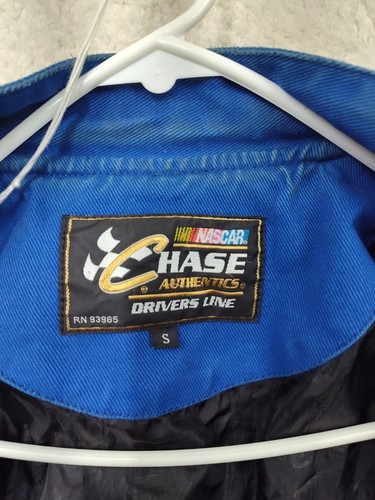 NASCAR
CHASE
AUTHENTICS
DRIVERS LINE
RN 93965
S